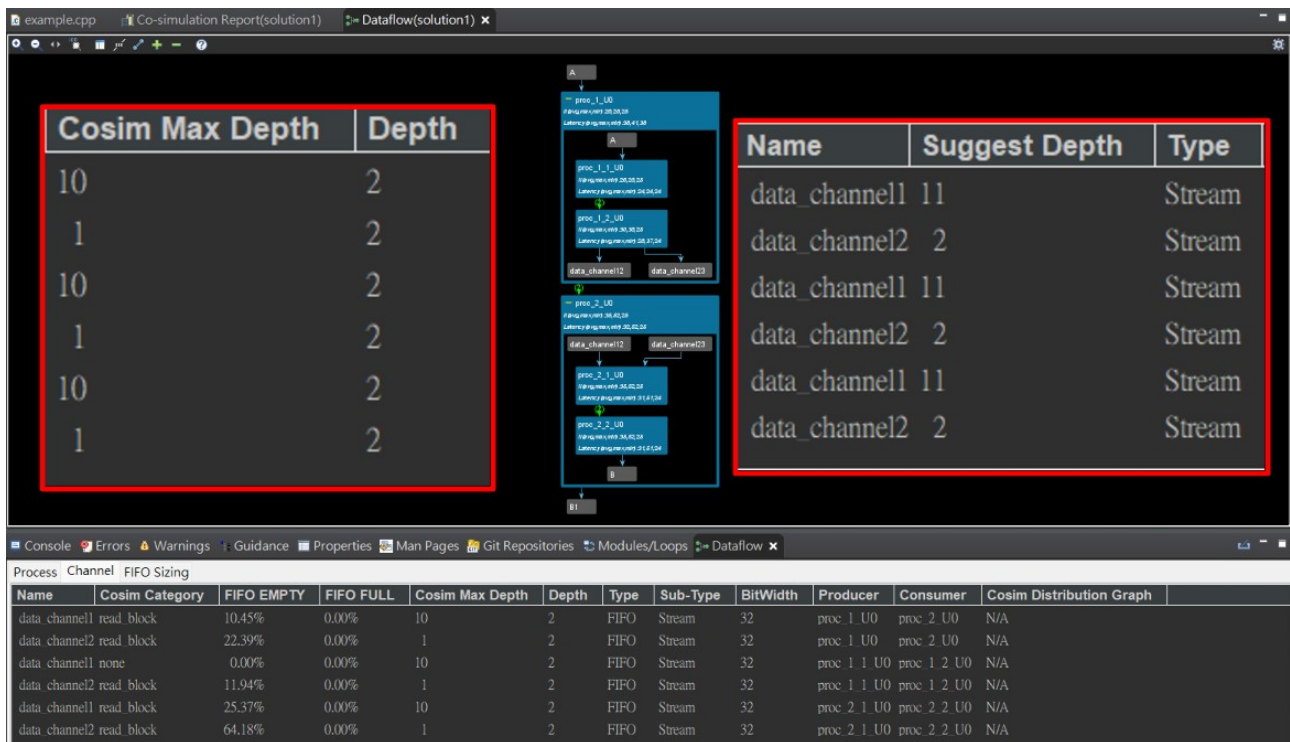 example.cpp Co-simulation Report(solution1) Dataflow(solution1)
Cosim Max Depth Depth
10 2
1 2
10 2
1 2
10 2
1 2
A
proc_1_U0
A
proc_1_1_U0
proc_1_2_U0
data_channel12 data_channel23
proc_2_U0
data_channel12 data_channel23
proc_2_1_U0
proc_2_2_U0
B
B1
Name Suggest Depth Type
data_channel1 11 Stream
data_channel2 2 Stream
data_channel1 11 Stream
data_channel2 2 Stream
data_channel1 11 Stream
data_channel2 2 Stream
Console Errors Warnings Guidance Properties Man Pages Git Repositories Modules/Loops Dataflow
Process Channel FIFO Sizing
Name Cosim Category FIFO EMPTY FIFO FULL Cosim Max Depth Depth Type Sub-Type BitWidth Producer Consumer Cosim Distribution Graph
data_channel1 read_block 10.45% 0.00% 10 2 FIFO Stream 32 proc_1_U0 proc_2_U0 N/A
data_channel2 read_block 22.39% 0.00% 1 2 FIFO Stream 32 proc_1_U0 proc_2_U0 N/A
data_channel1 none 0.00% 0.00% 10 2 FIFO Stream 32 proc_1_1_U0 proc_1_2_U0 N/A
data_channel2 read_block 11.94% 0.00% 1 2 FIFO Stream 32 proc_1_1_U0 proc_1_2_U0 N/A
data_channel1 read_block 25.37% 0.00% 10 2 FIFO Stream 32 proc_2_1_U0 proc_2_2_U0 N/A
data_channel2 read_block 64.18% 0.00% 1 2 FIFO Stream 32 proc_2_1_U0 proc_2_2_U0 N/A